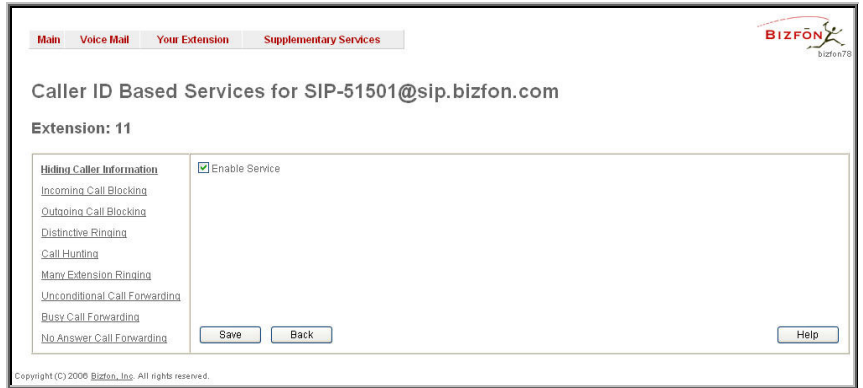 Main Voice Mail Your Extension Supplementary Services
BIZFŌN
bizfon78
Caller ID Based Services for SIP-51501@sip.bizfon.com
Extension: 11
Hiding Caller Information
Enable Service
Incoming Call Blocking
Outgoing Call Blocking
Distinctive Ringing
Call Hunting
Many Extension Ringing
Unconditional Call Forwarding
Busy Call Forwarding
No Answer Call Forwarding
Save Back Help
Copyright (C) 2006 Bizfon, Inc. All rights reserved.